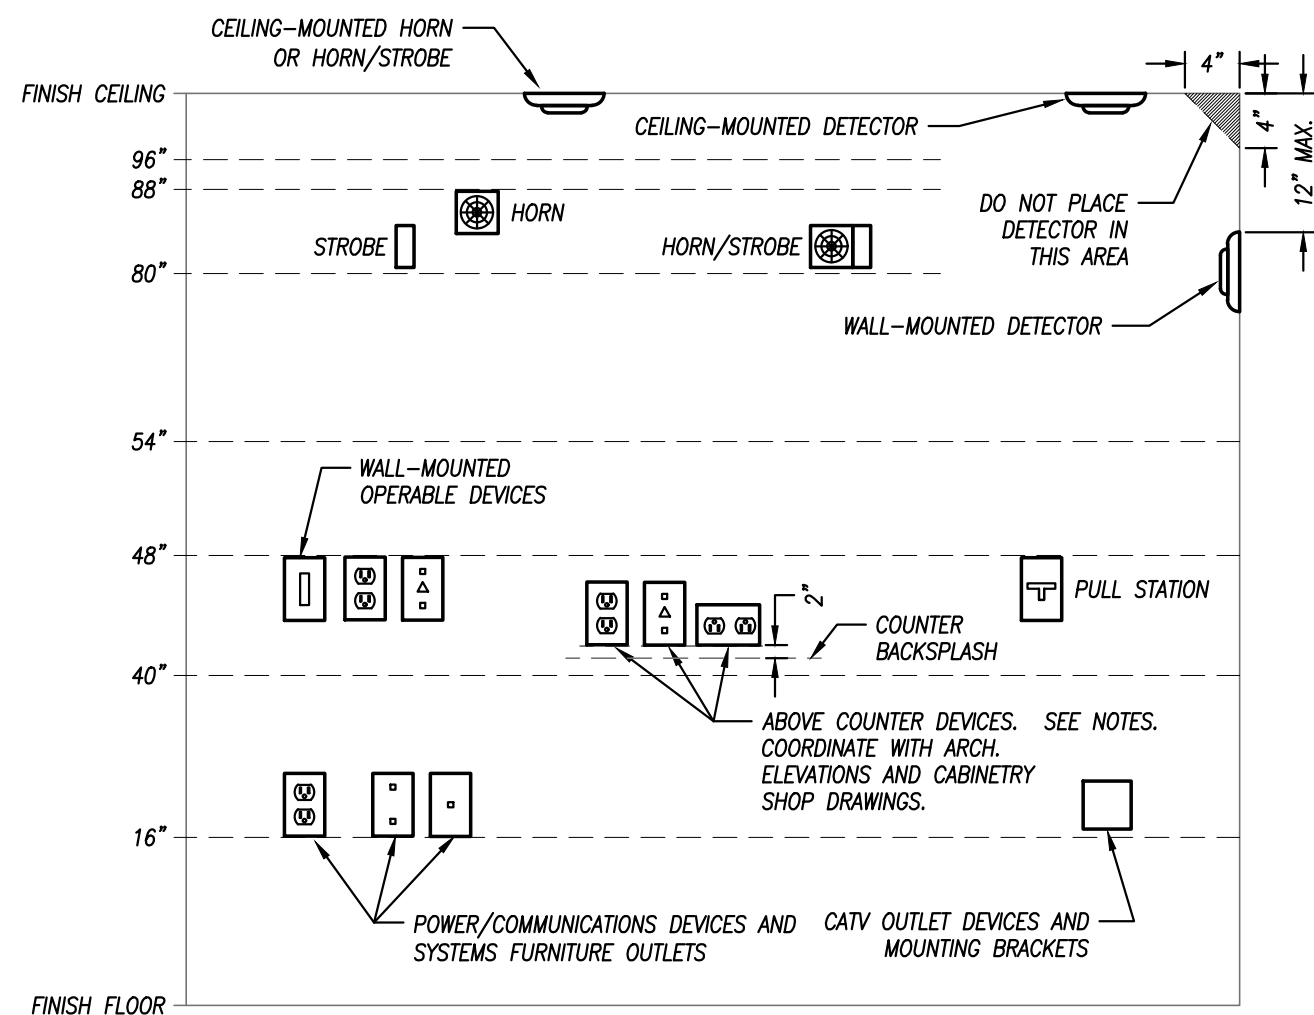 CEILING-MOUNTED HORN
OR HORN/STROBE
4"
FINISH CEILING
CEILING-MOUNTED DETECTOR
4"
12" MAX.
96"
88"
HORN
DO NOT PLACE
DETECTOR IN
THIS AREA
STROBE
HORN/STROBE
80"
WALL-MOUNTED DETECTOR
54"
WALL-MOUNTED
OPERABLE DEVICES
48"
2"
PULL STATION
COUNTER
BACKSPLASH
40"
ABOVE COUNTER DEVICES. SEE NOTES.
COORDINATE WITH ARCH.
ELEVATIONS AND CABINETRY
SHOP DRAWINGS.
16"
POWER/COMMUNICATIONS DEVICES AND
SYSTEMS FURNITURE OUTLETS
CATV OUTLET DEVICES AND
MOUNTING BRACKETS
FINISH FLOOR